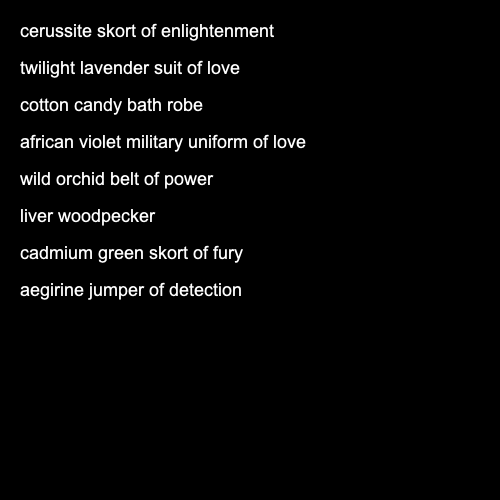 cerussite skort of enlightenment
twilight lavender suit of love
cotton candy bath robe
african violet military uniform of love
wild orchid belt of power
liver woodpecker
cadmium green skort of fury
aegirine jumper of detection